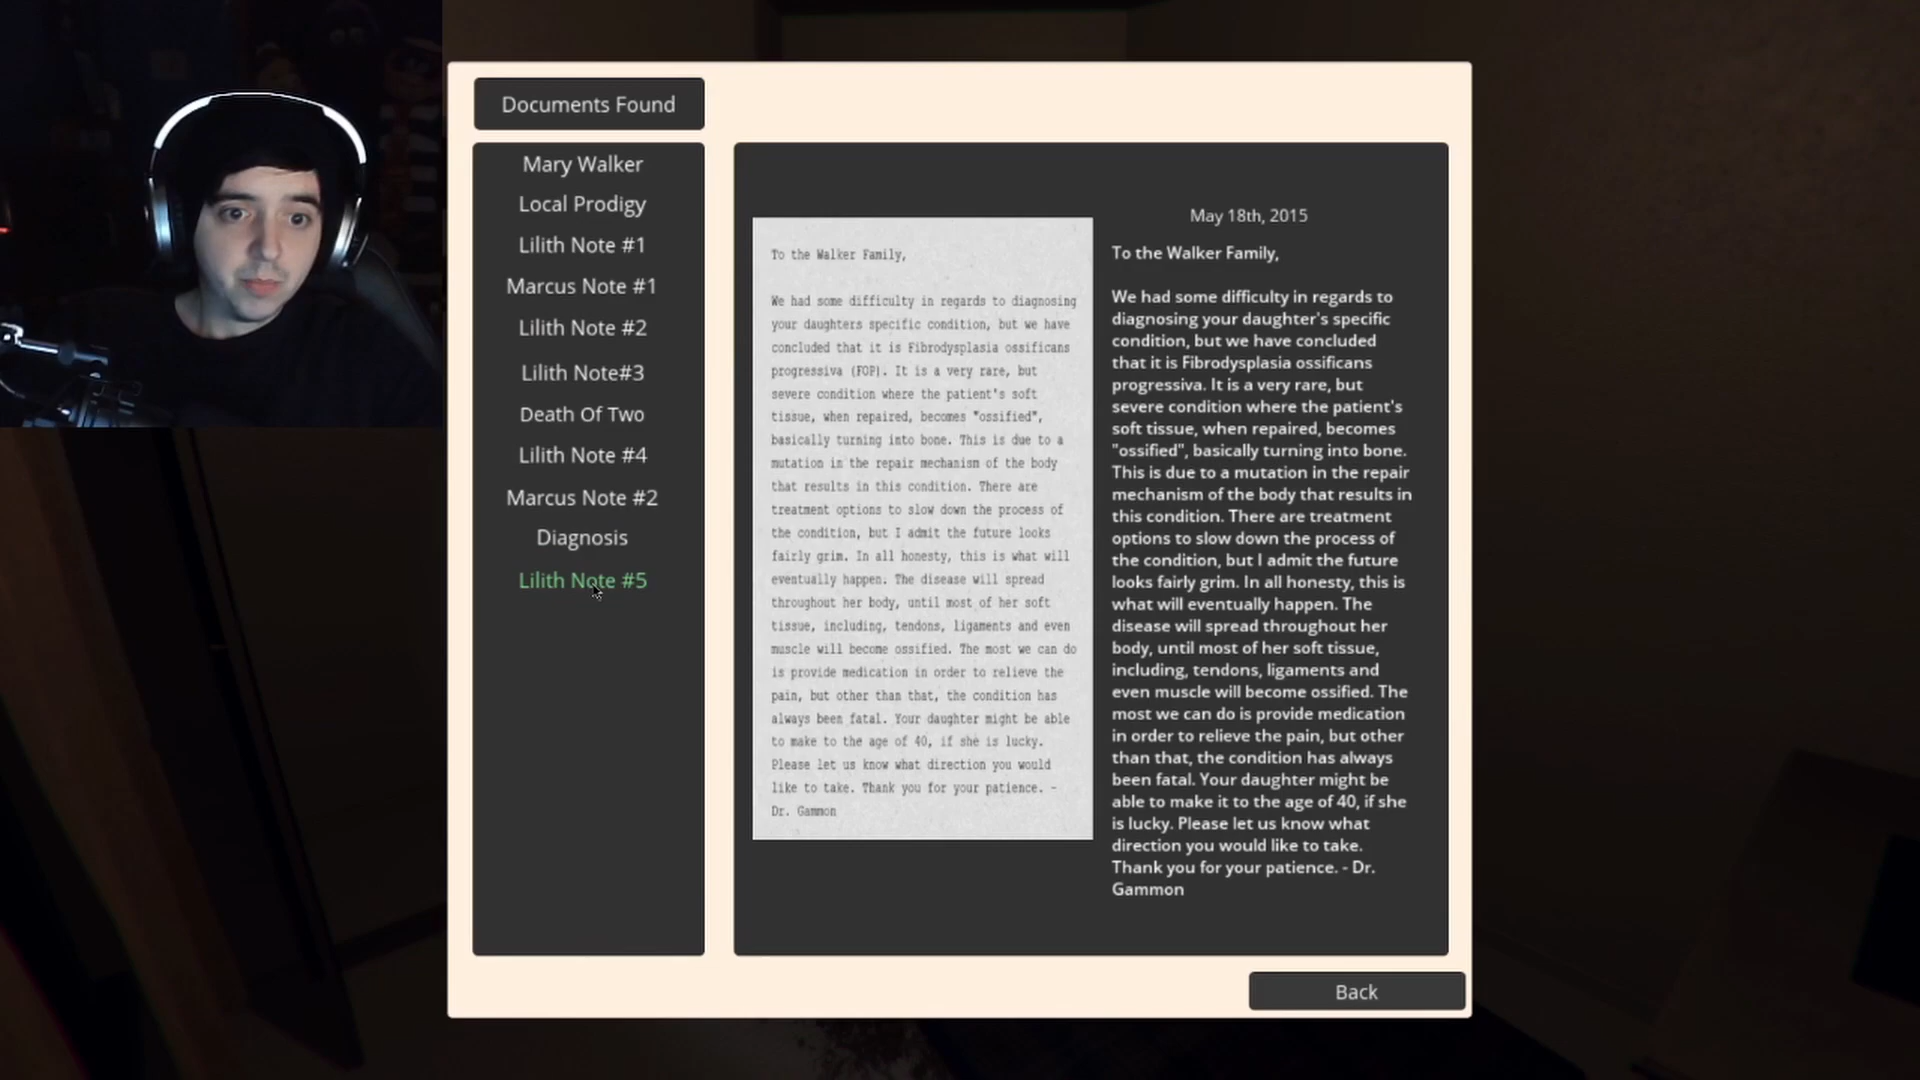 Documents Found
Mary Walker
Local Prodigy
Lilith Note #1
Marcus Note #1
Lilith Note #2
Lilith Note#3
Death Of Two
Lilith Note #4
Marcus Note #2
Diagnosis
Lilith Note #5
To the Walker Family,
We had some difficulty in regards to diagnosing
your daughters specific condition, but we have
concluded that it is Fibrodysplasia ossificans
progressiva (FOP). It is a very rare, but
severe condition where the patient's soft
tissue, when repaired, becomes "ossified",
basically turning into bone. This is due to a
mutation in the repair mechanism of the body
that results in this condition. There are
treatment options to slow down the process of
the condition, but I admit the future looks
fairly grim. In all honesty, this is what will
eventually happen. The disease will spread
throughout her body, until most of her soft
tissue, including, tendons, ligaments and even
muscle will become ossified. The most we can do
is provide medication in order to relieve the
pain, but other than that, the condition has
always been fatal. Your daughter might be able
to make to the age of 40, if she is lucky.
Please let us know what direction you would
like to take. Thank you for your patience. -
Dr. Gammon
May 18th, 2015
To the Walker Family,
We had some difficulty in regards to
diagnosing your daughter's specific
condition, but we have concluded
that it is Fibrodysplasia ossificans
progressiva. It is a very rare, but
severe condition where the patient's
soft tissue, when repaired, becomes
"ossified", basically turning into bone.
This is due to a mutation in the repair
mechanism of the body that results in
this condition. There are treatment
options to slow down the process of
the condition, but I admit the future
looks fairly grim. In all honesty, this is
what will eventually happen. The
disease will spread throughout her
body, until most of her soft tissue,
including, tendons, ligaments and
even muscle will become ossified. The
most we can do is provide medication
in order to relieve the pain, but other
than that, the condition has always
been fatal. Your daughter might be
able to make it to the age of 40, if she
is lucky. Please let us know what
direction you would like to take.
Thank you for your patience. - Dr.
Gammon
Back